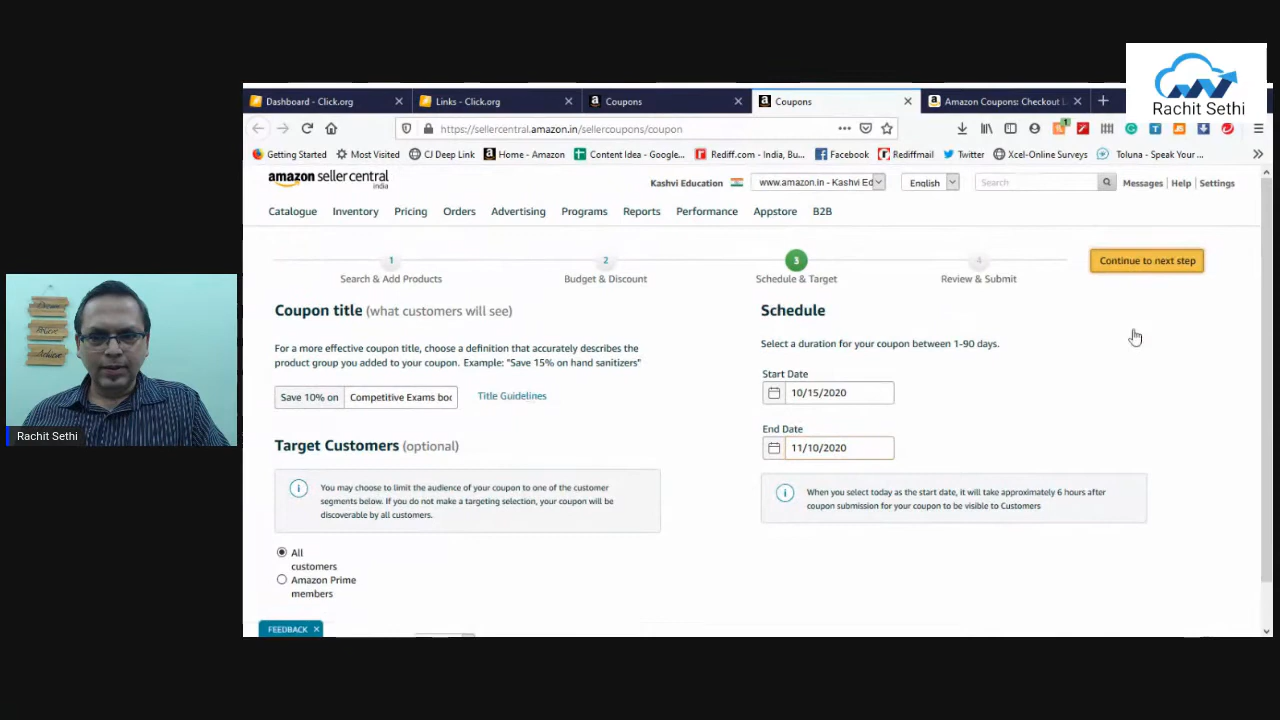 Rachit Sethi
Dashboard - Click.org
Links - Click.org
Coupons
Coupons
Amazon Coupons: Checkout L
https://sellercentral.amazon.in/sellercoupons/coupon
1
Getting Started
Most Visited
CJ Deep Link
Home - Amazon
Content Idea - Google...
Rediff.com - India, Bu...
Facebook
Rediffmail
Twitter
Xcel-Online Surveys
Toluna - Speak Your ...
amazon seller central
india
Kashvi Education
www.amazon.in - Kashvi Ed
English
Search
Messages
Help
Settings
Catalogue
Inventory
Pricing
Orders
Advertising
Programs
Reports
Performance
Appstore
B2B
1
Search & Add Products
2
Budget & Discount
3
Schedule & Target
4
Review & Submit
Continue to next step
Coupon title (what customers will see)
For a more effective coupon title, choose a definition that accurately describes the
product group you added to your coupon. Example: "Save 15% on hand sanitizers"
Save 10% on
Competitive Exams boo
Title Guidelines
Target Customers (optional)
You may choose to limit the audience of your coupon to one of the customer
segments below. If you do not make a targeting selection, your coupon will be
discoverable by all customers.
All
customers
Amazon Prime
members
FEEDBACK
Schedule
Select a duration for your coupon between 1-90 days.
Start Date
10/15/2020
End Date
11/10/2020
When you select today as the start date, it will take approximately 6 hours after
coupon submission for your coupon to be visible to Customers
Rachit Sethi